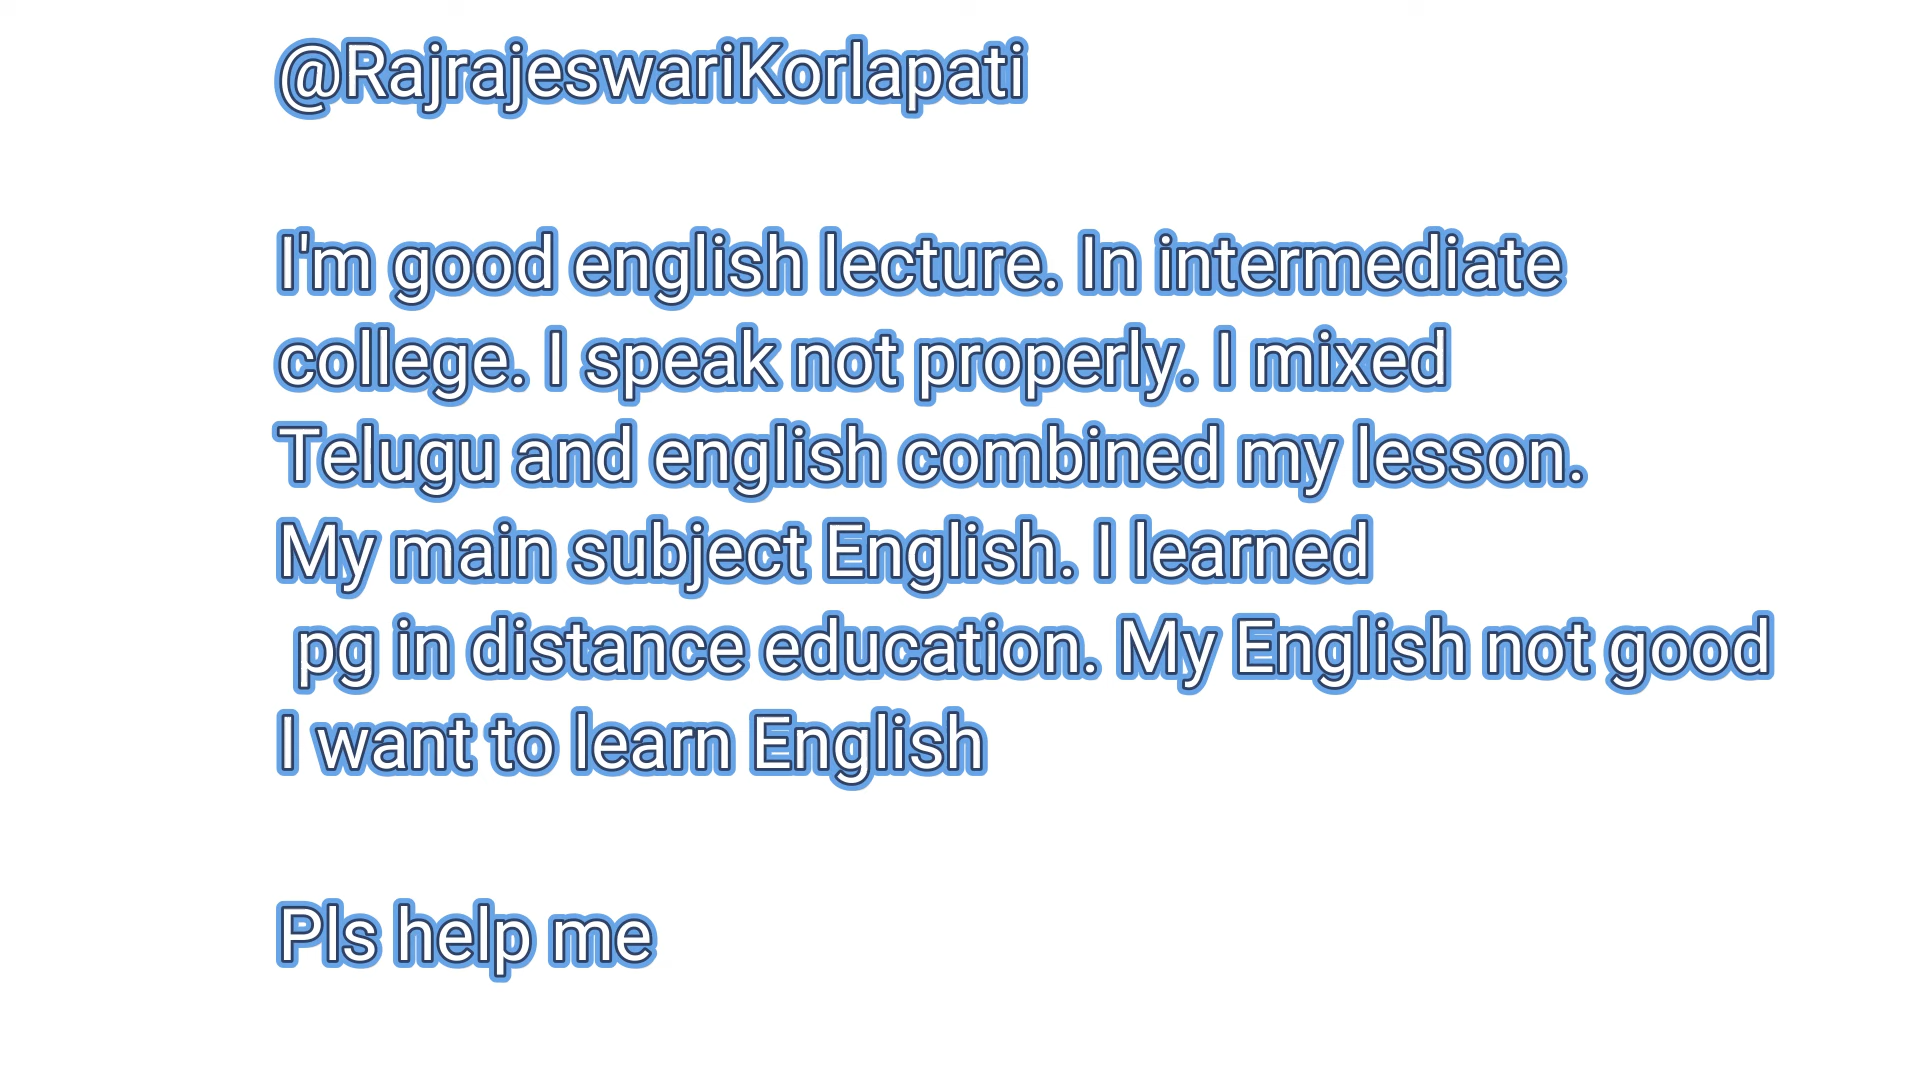 @RajrajeswariKorlapati
I'm good english lecture. In intermediate
college. I speak not properly. I mixed
Telugu and english combined my lesson.
My main subject English. I learned
pg in distance education. My English not good
I want to learn English
Pls help me